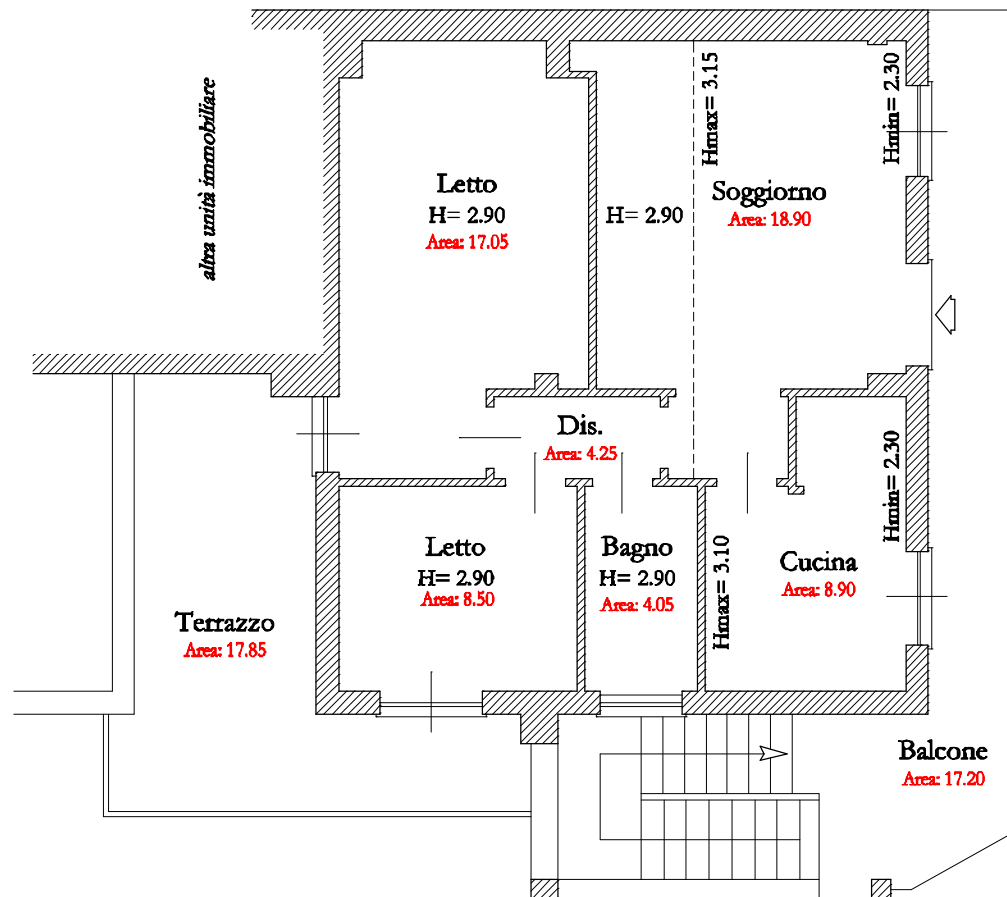 altra unità immobiliare
Letto
H= 2.90
Area: 17.05
H= 2.90
Hmax= 3.15
Soggiorno
Area: 18.90
Hmin= 2.30
Dis.
Area: 4.25
Letto
H= 2.90
Area: 8.50
Bagno
H= 2.90
Area: 4.05
Hmax= 3.10
Cucina
Area: 8.90
Hmin= 2.30
Terrazzo
Area: 17.85
Balcone
Area: 17.20